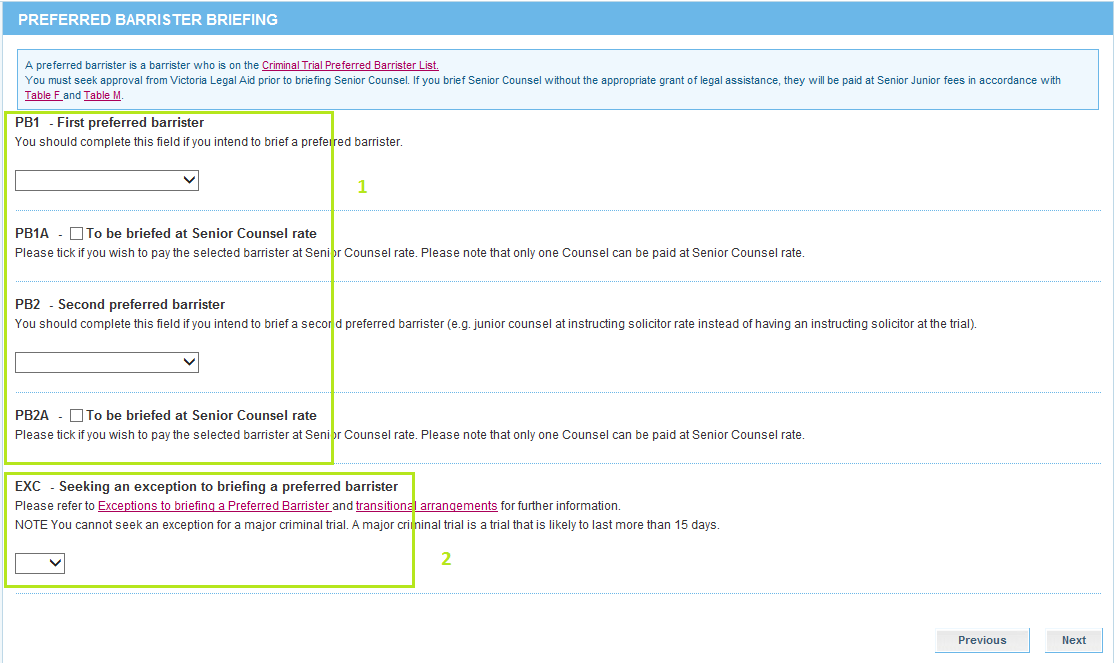 PREFERRED BARRISTER BRIEFING
A preferred barrister is a barrister who is on the Criminal Trial Preferred Barrister List.
You must seek approval from Victoria Legal Aid prior to briefing Senior Counsel. If you brief Senior Counsel without the appropriate grant of legal assistance, they will be paid at Senior Junior fees in accordance with
Table F and Table M.
PB1 - First preferred barrister
You should complete this field if you intend to brief a preferred barrister.
1
PB1A - To be briefed at Senior Counsel rate
Please tick if you wish to pay the selected barrister at Senior Counsel rate. Please note that only one Counsel can be paid at Senior Counsel rate.
PB2 - Second preferred barrister
You should complete this field if you intend to brief a second preferred barrister (e.g. junior counsel at instructing solicitor rate instead of having an instructing solicitor at the trial).
PB2A - To be briefed at Senior Counsel rate
Please tick if you wish to pay the selected barrister at Senior Counsel rate. Please note that only one Counsel can be paid at Senior Counsel rate.
EXC - Seeking an exception to briefing a preferred barrister
Please refer to Exceptions to briefing a Preferred Barrister and transitional arrangements for further information.
NOTE You cannot seek an exception for a major criminal trial. A major criminal trial is a trial that is likely to last more than 15 days.
2
Previous Next